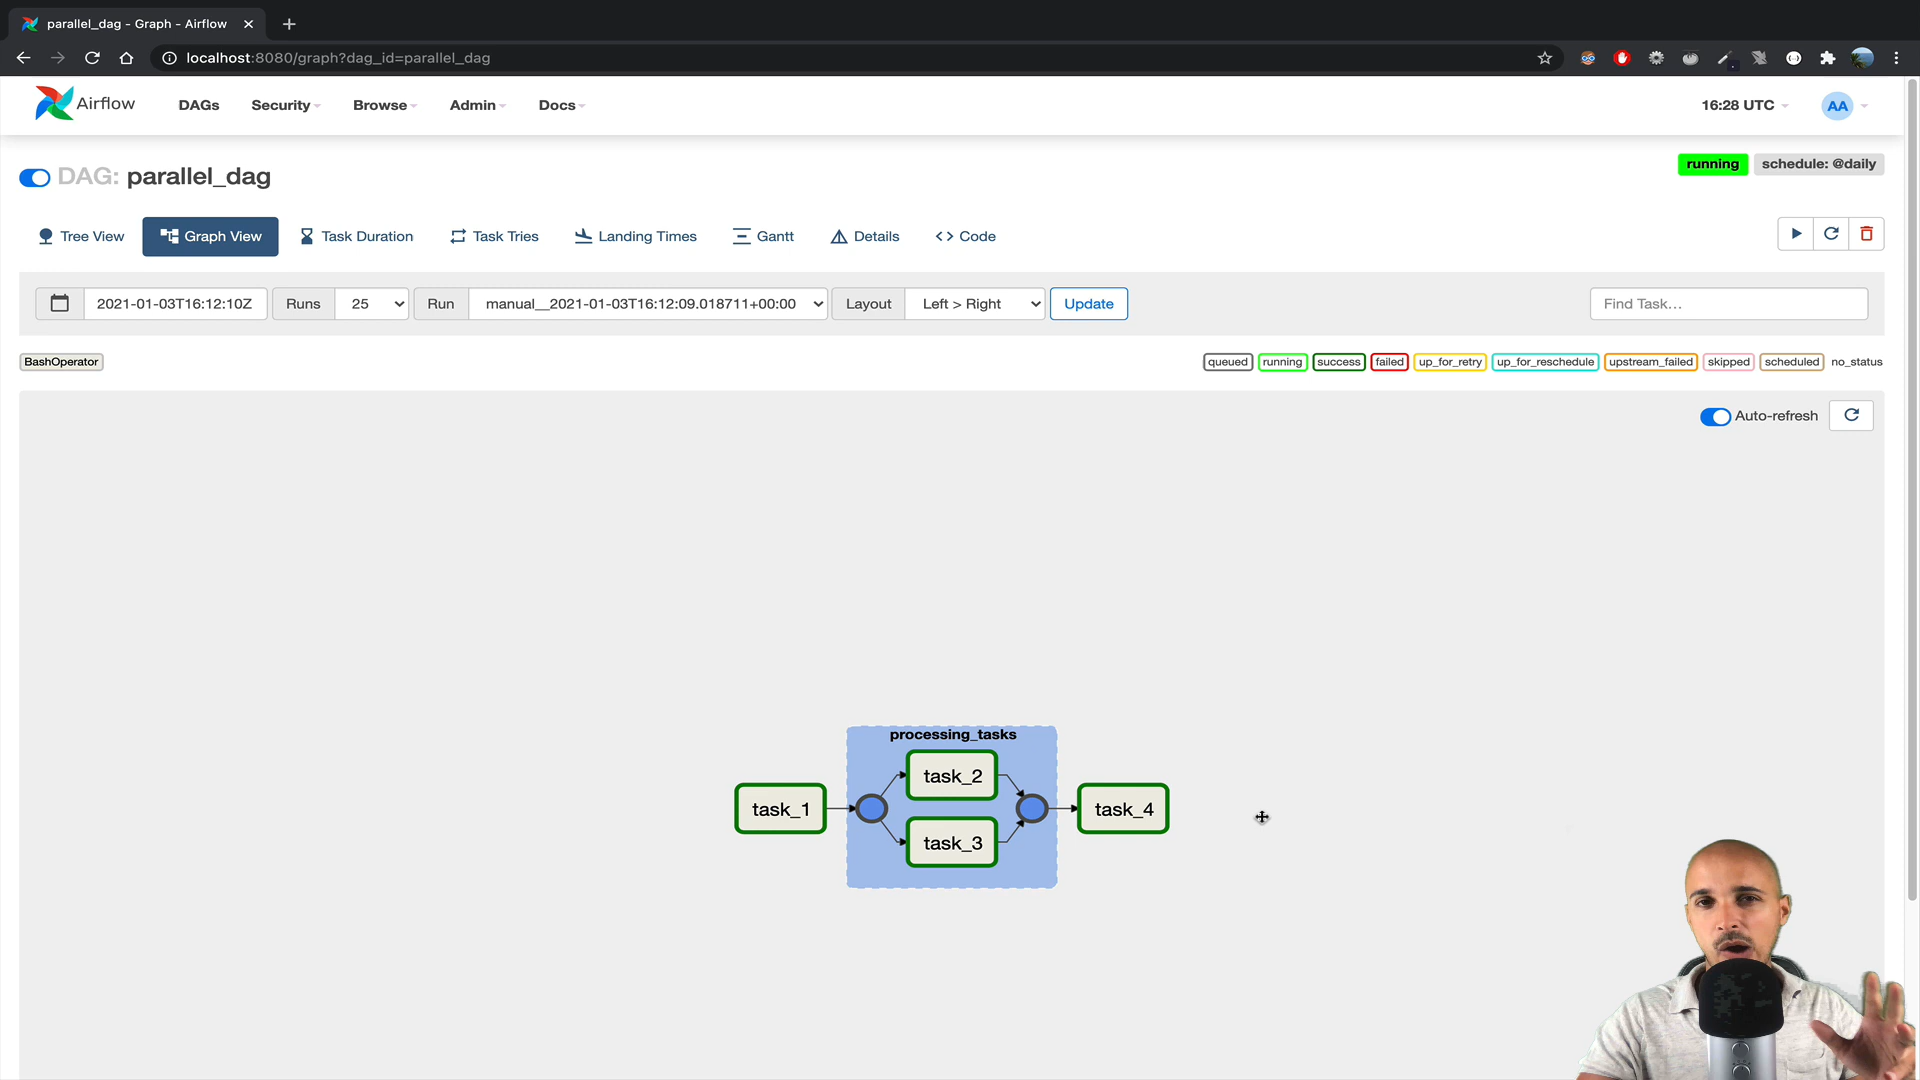 parallel_dag - Graph - Airflow
localhost:8080/graph?dag_id=parallel_dag
Airflow DAGs Security Browse Admin Docs 16:28 UTC AA
running schedule: @daily
DAG: parallel_dag
Tree View Graph View Task Duration Task Tries Landing Times Gantt Details Code
2021-01-03T16:12:10Z Runs 25 Run manual__2021-01-03T16:12:09.018711+00:00 Layout Left > Right Update Find Task...
BashOperator queued running success failed up_for_retry up_for_reschedule upstream_failed skipped scheduled no_status
Auto-refresh
processing_tasks
task_2
task_1
task_4
task_3